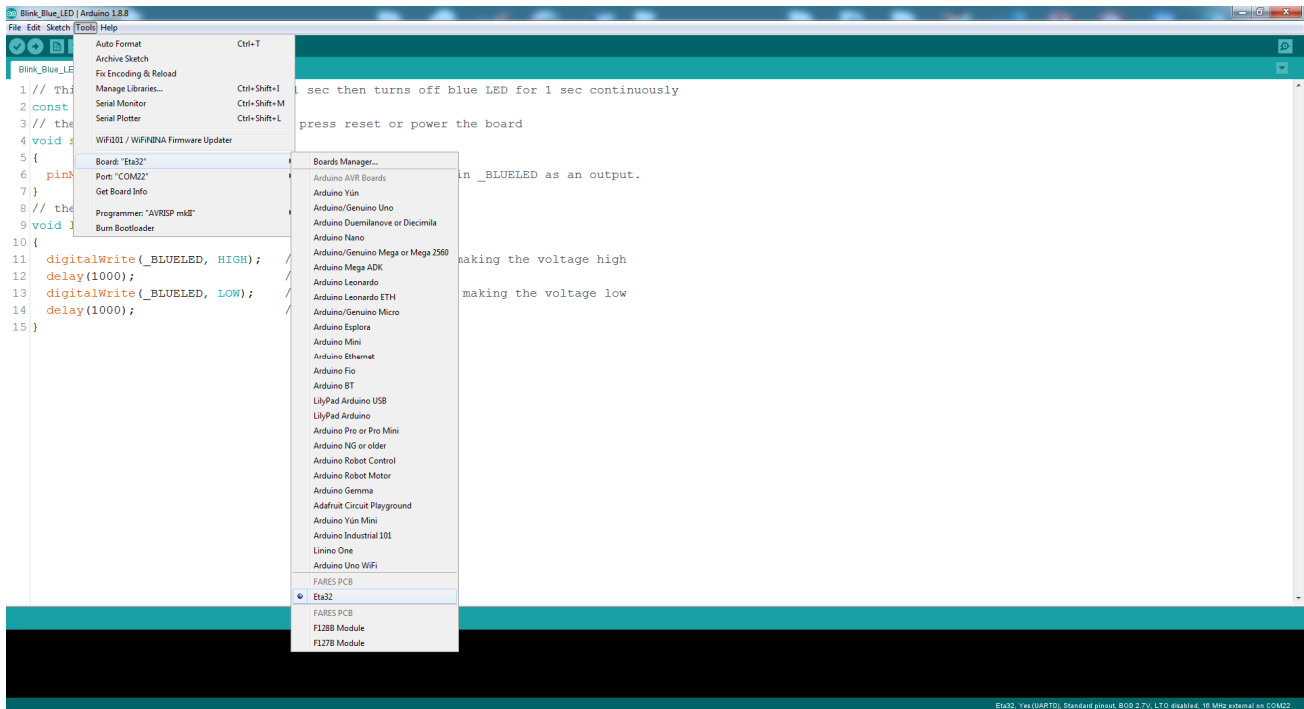 Blink_Blue_LED | Arduino 1.8.8
File Edit Sketch Tools Help
Blink_Blue_LE
Auto Format Ctrl+T
Archive Sketch
Fix Encoding & Reload
Manage Libraries... Ctrl+Shift+I
Serial Monitor Ctrl+Shift+M
Serial Plotter Ctrl+Shift+L
WiFi101 / WiFiNINA Firmware Updater
Board: "Eta32"
Port: "COM22"
Get Board Info
Programmer: "AVRISP mkII"
Burn Bootloader
Boards Manager...
Arduino AVR Boards
Arduino Yún
Arduino/Genuino Uno
Arduino Duemilanove or Diecimila
Arduino Nano
Arduino/Genuino Mega or Mega 2560
Arduino Mega ADK
Arduino Leonardo
Arduino Leonardo ETH
Arduino/Genuino Micro
Arduino Esplora
Arduino Mini
Arduino Ethernet
Arduino Fio
Arduino BT
LilyPad Arduino USB
LilyPad Arduino
Arduino Pro or Pro Mini
Arduino NG or older
Arduino Robot Control
Arduino Robot Motor
Arduino Gemma
Adafruit Circuit Playground
Arduino Yún Mini
Arduino Industrial 101
Linino One
Arduino Uno WiFi
FARES PCB
Eta32
FARES PCB
F128B Module
F127B Module
1 // Thi 1 sec then turns off blue LED for 1 sec continuously
2 const
3 // the press reset or power the board
4 void s
5 {
6 pinM in _BLUELED as an output.
7 }
8 // the
9 void l
10 {
11 digitalWrite(_BLUELED, HIGH); / making the voltage high
12 delay(1000); /
13 digitalWrite(_BLUELED, LOW); / making the voltage low
14 delay(1000); /
15 }
Eta32, Yes (UART0), Standard pinout, BOD 2.7V, LTO disabled, 16 MHz external on COM22